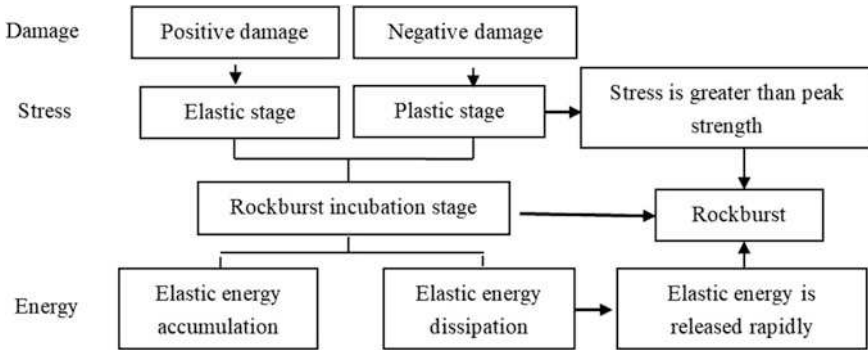 Damage
Positive damage
Negative damage
Stress
Elastic stage
Plastic stage
Stress is greater than peak
strength
Rockburst incubation stage
Rockburst
Energy
Elastic energy
accumulation
Elastic energy
dissipation
Elastic energy is
released rapidly